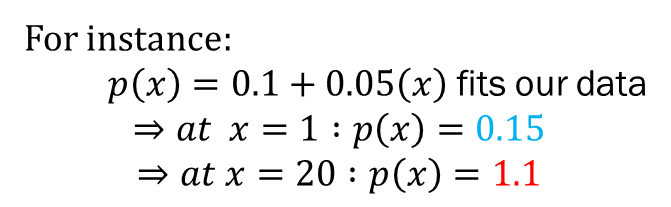 For instance:
p(x) = 0.1 + 0.05(x) fits our data
⇒ at x = 1 : p(x) = 0.15
⇒ at x = 20 : p(x) = 1.1